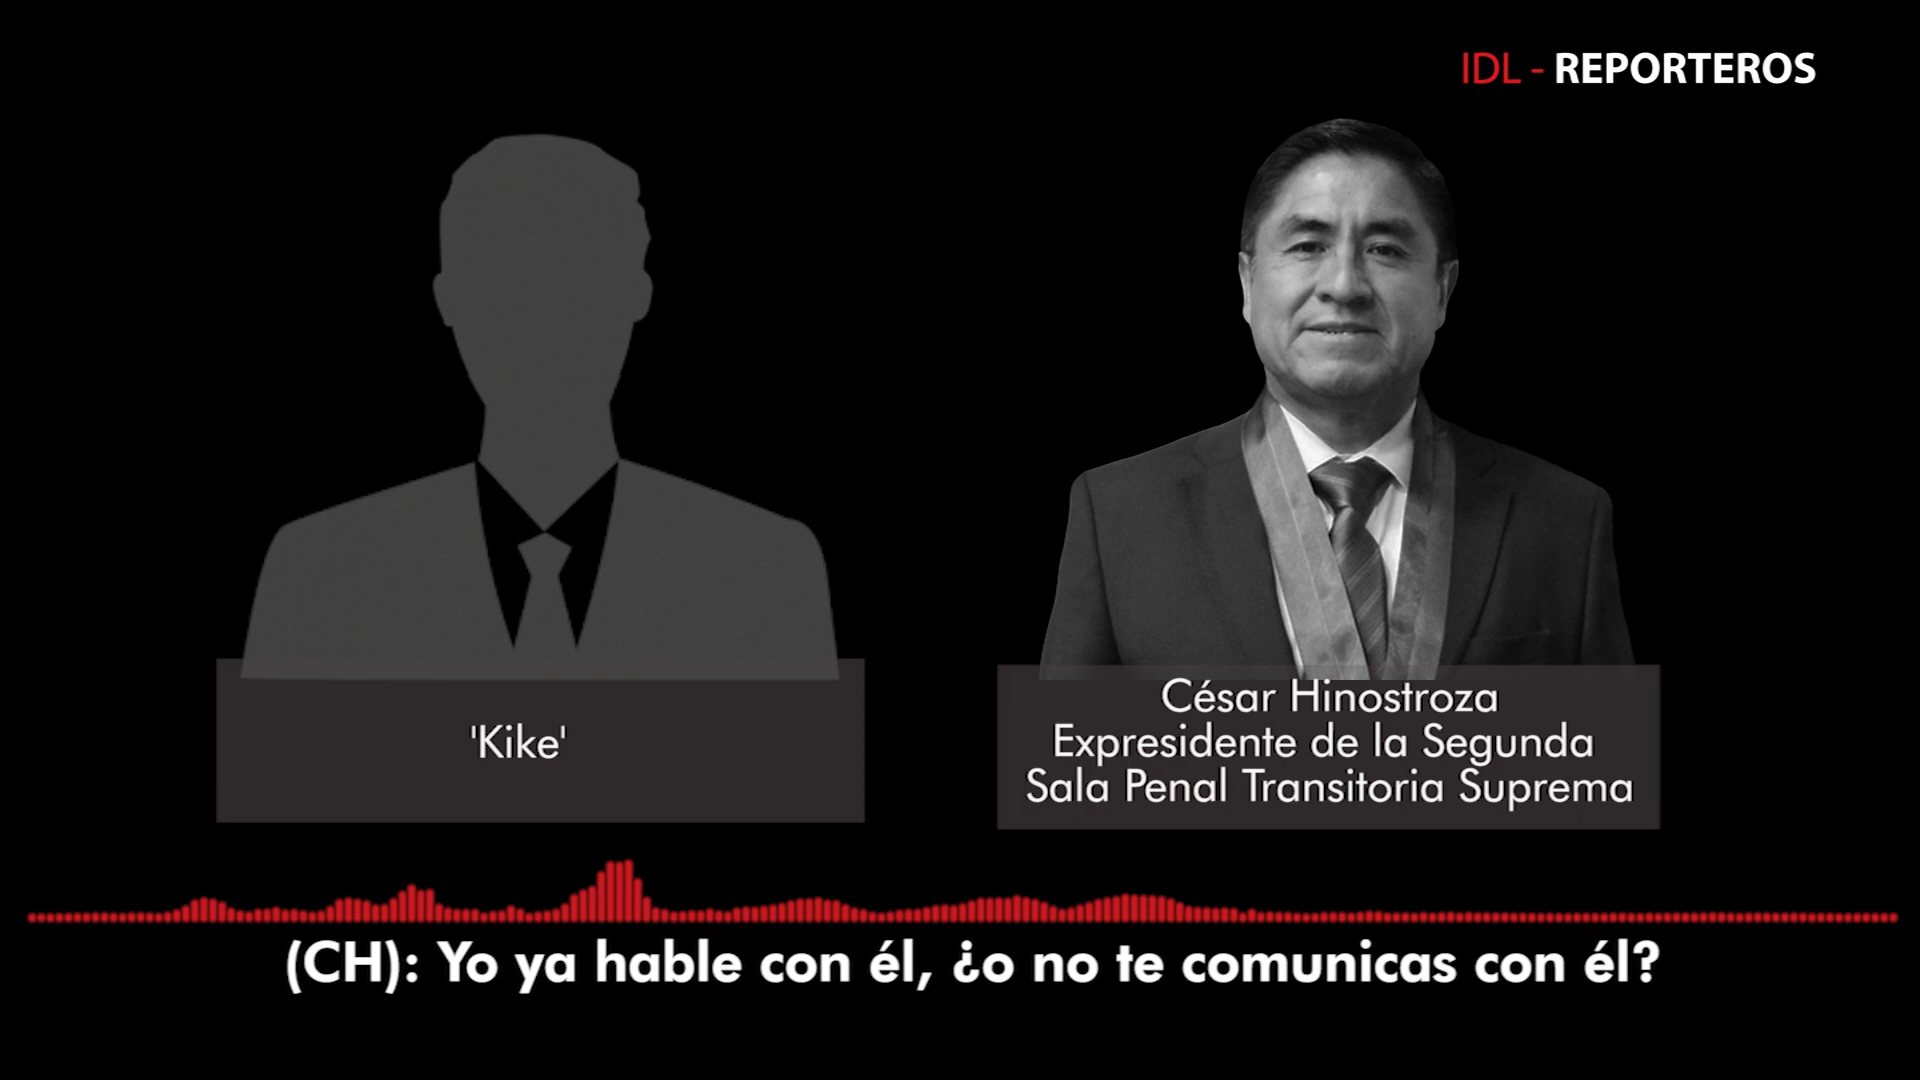 IDL - REPORTEROS
'Kike'
César Hinostroza
Expresidente de la Segunda
Sala Penal Transitoria Suprema
(CH): Yo ya hable con él, ¿o no te comunicas con él?